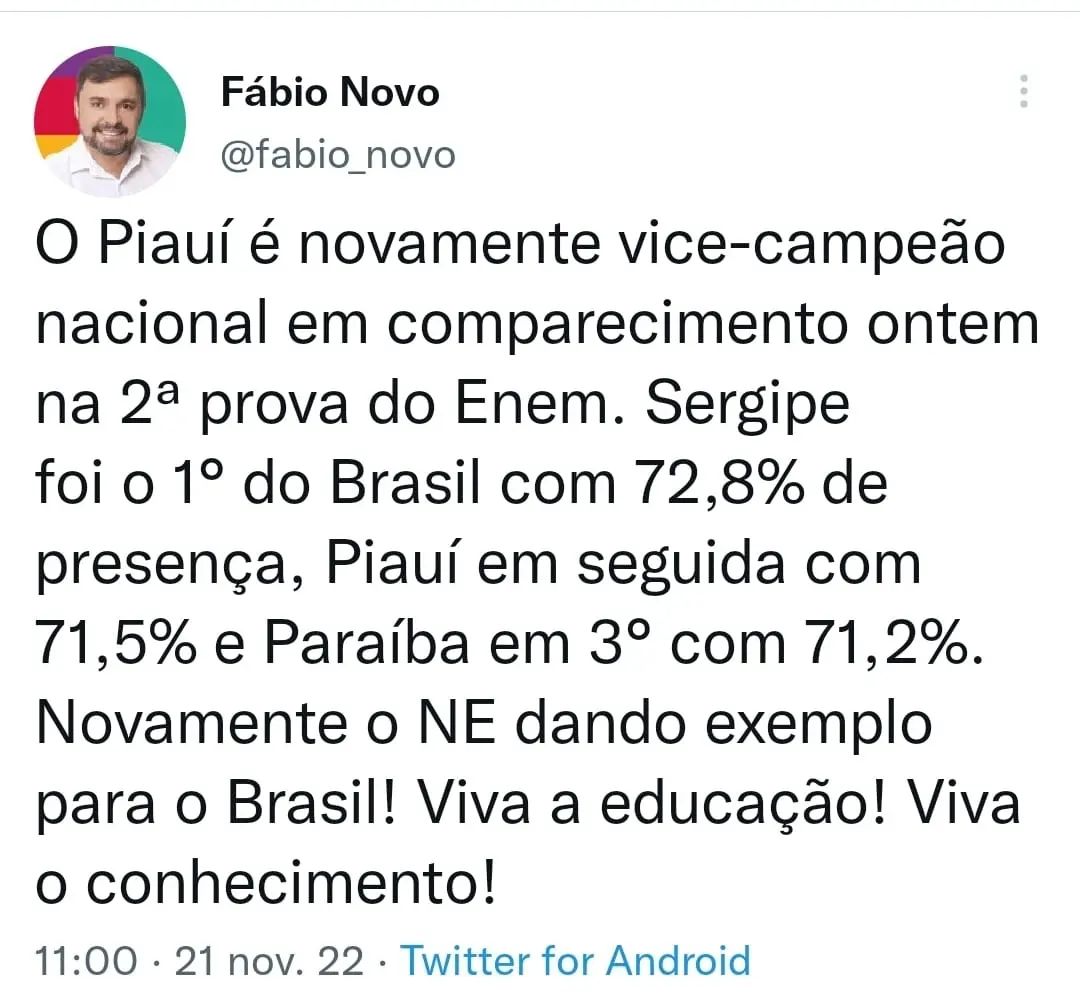 Fábio Novo
@fabio_novo
O Piauí é novamente vice-campeão
nacional em comparecimento ontem
na 2ª prova do Enem. Sergipe
foi o 1º do Brasil com 72,8% de
presença, Piauí em seguida com
71,5% e Paraíba em 3º com 71,2%.
Novamente o NE dando exemplo
para o Brasil! Viva a educação! Viva
o conhecimento!
11:00 · 21 nov. 22 · Twitter for Android